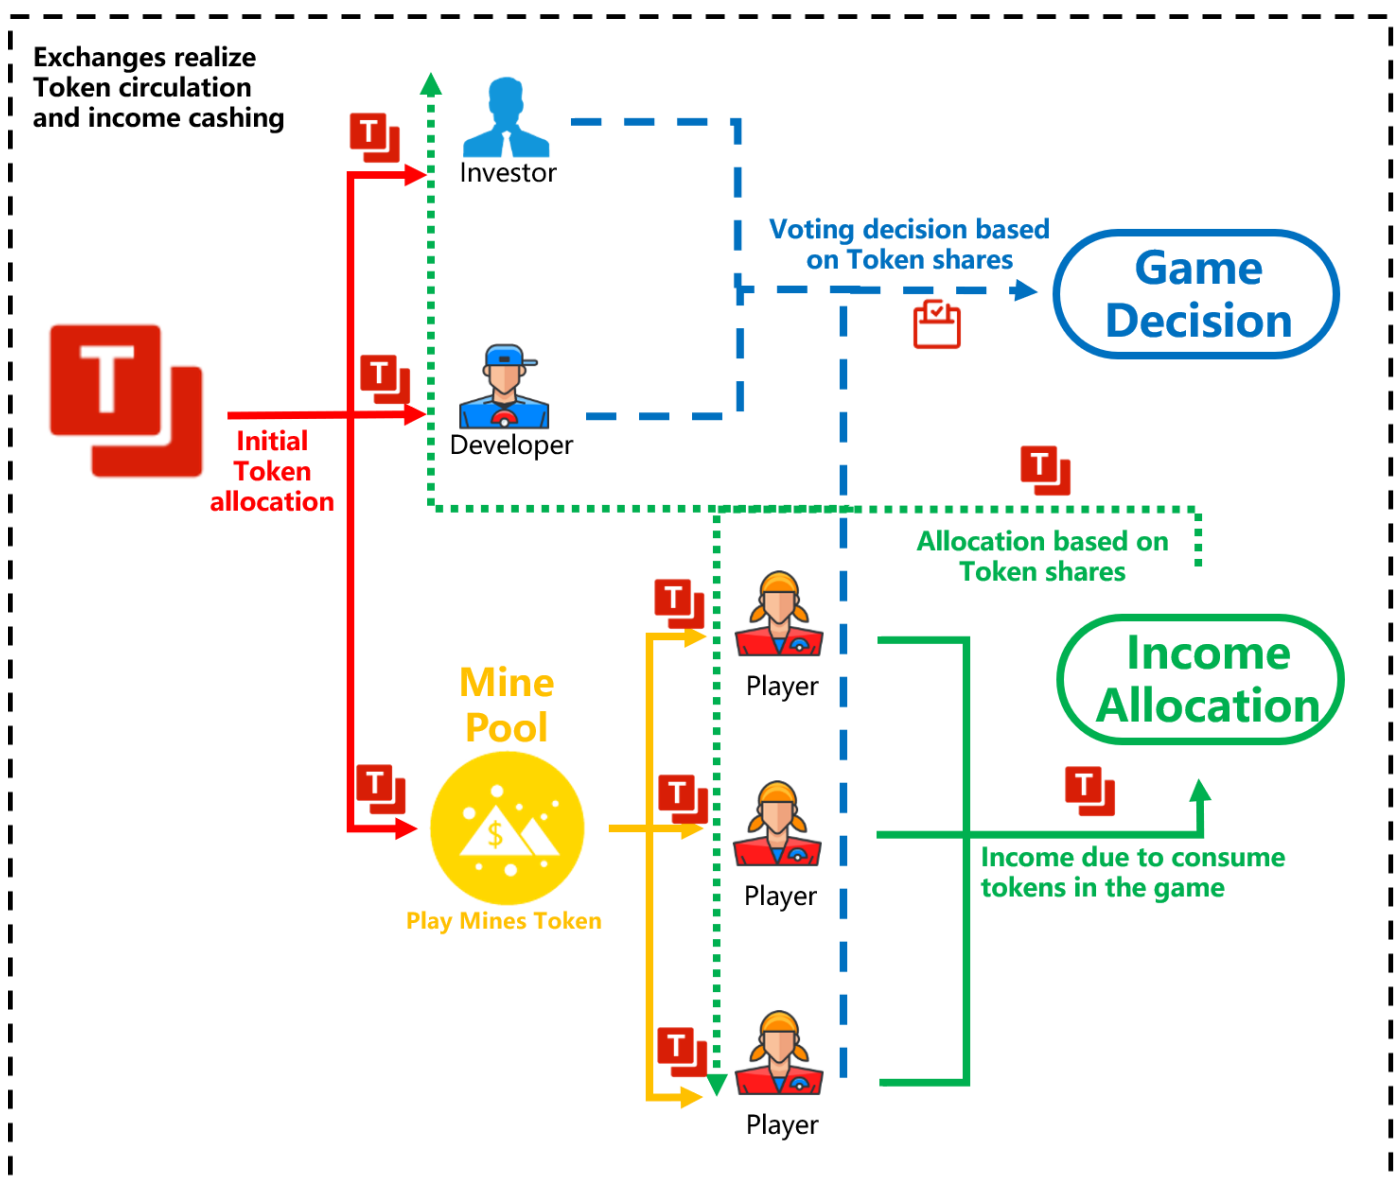 Exchanges realize
Token circulation
and income cashing
T
Investor
Voting decision based
on Token shares
Game
Decision
T
T
Developer
Initial
Token
allocation
T
Allocation based on
Token shares
T
Player
Income
Allocation
Mine
Pool
T
$
Play Mines Token
T
Player
T
Income due to consume
tokens in the game
T
Player